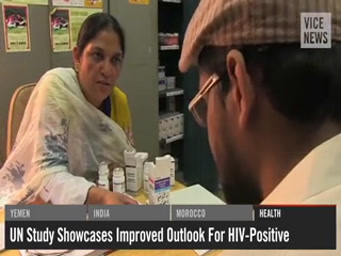 VICE
NEWS
YEMEN INDIA MOROCCO HEALTH
UN Study Showcases Improved Outlook For HIV-Positive